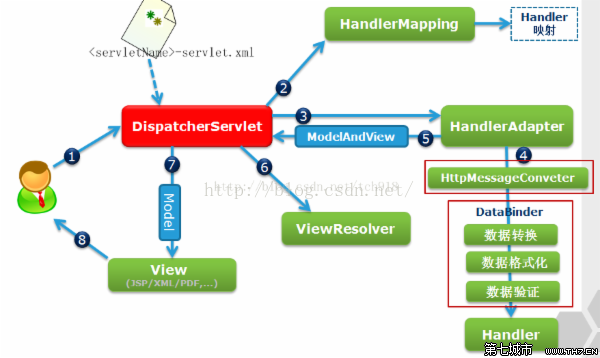 HandlerMapping
Handler
映射
<servletName>-servlet.xml
2
3
DispatcherServlet
ModelAndView
5
HandlerAdapter
1
4
7
6
HttpMessageConveter
http://blog.csdn.net/
Model
DataBinder
ViewResolver
数据转换
8
View
(JSP/XML/PDF,...)
数据格式化
数据验证
Handler
第七城市 WWW.TH7.CN